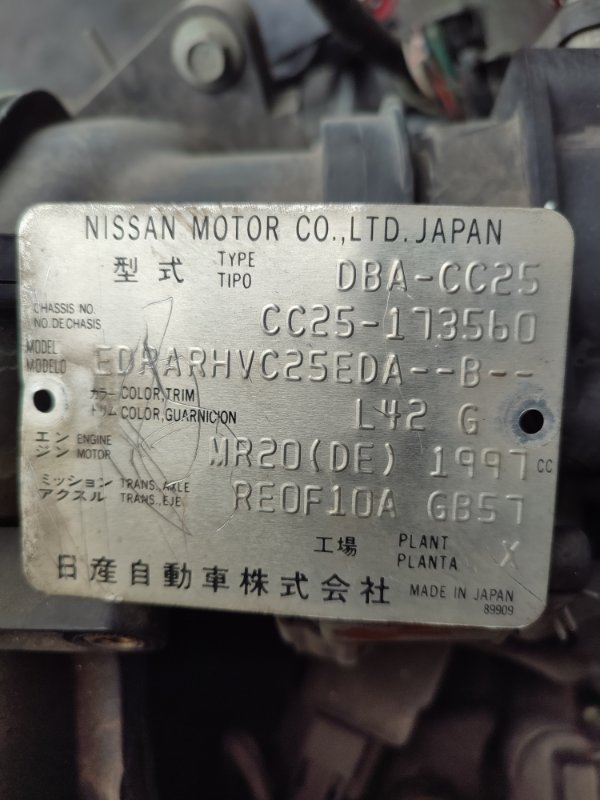 NISSAN MOTOR CO.,LTD. JAPAN
型式 TYPE TIPO DBA-CC25
CHASSIS NO. NO.DE CHASIS CC25-173560
MODEL MODELO EDRARHVC25EDA--B--
カラー トリム COLOR,TRIM COLOR,GUARNICION L42 G
エンジン ENGINE MOTOR MR20(DE) 1997 CC
ミッション アクスル TRANS.,AXLE TRANS.,EJE RE0F10A GB57
工場 PLANT PLANTA X
日産自動車株式会社 MADE IN JAPAN
89909